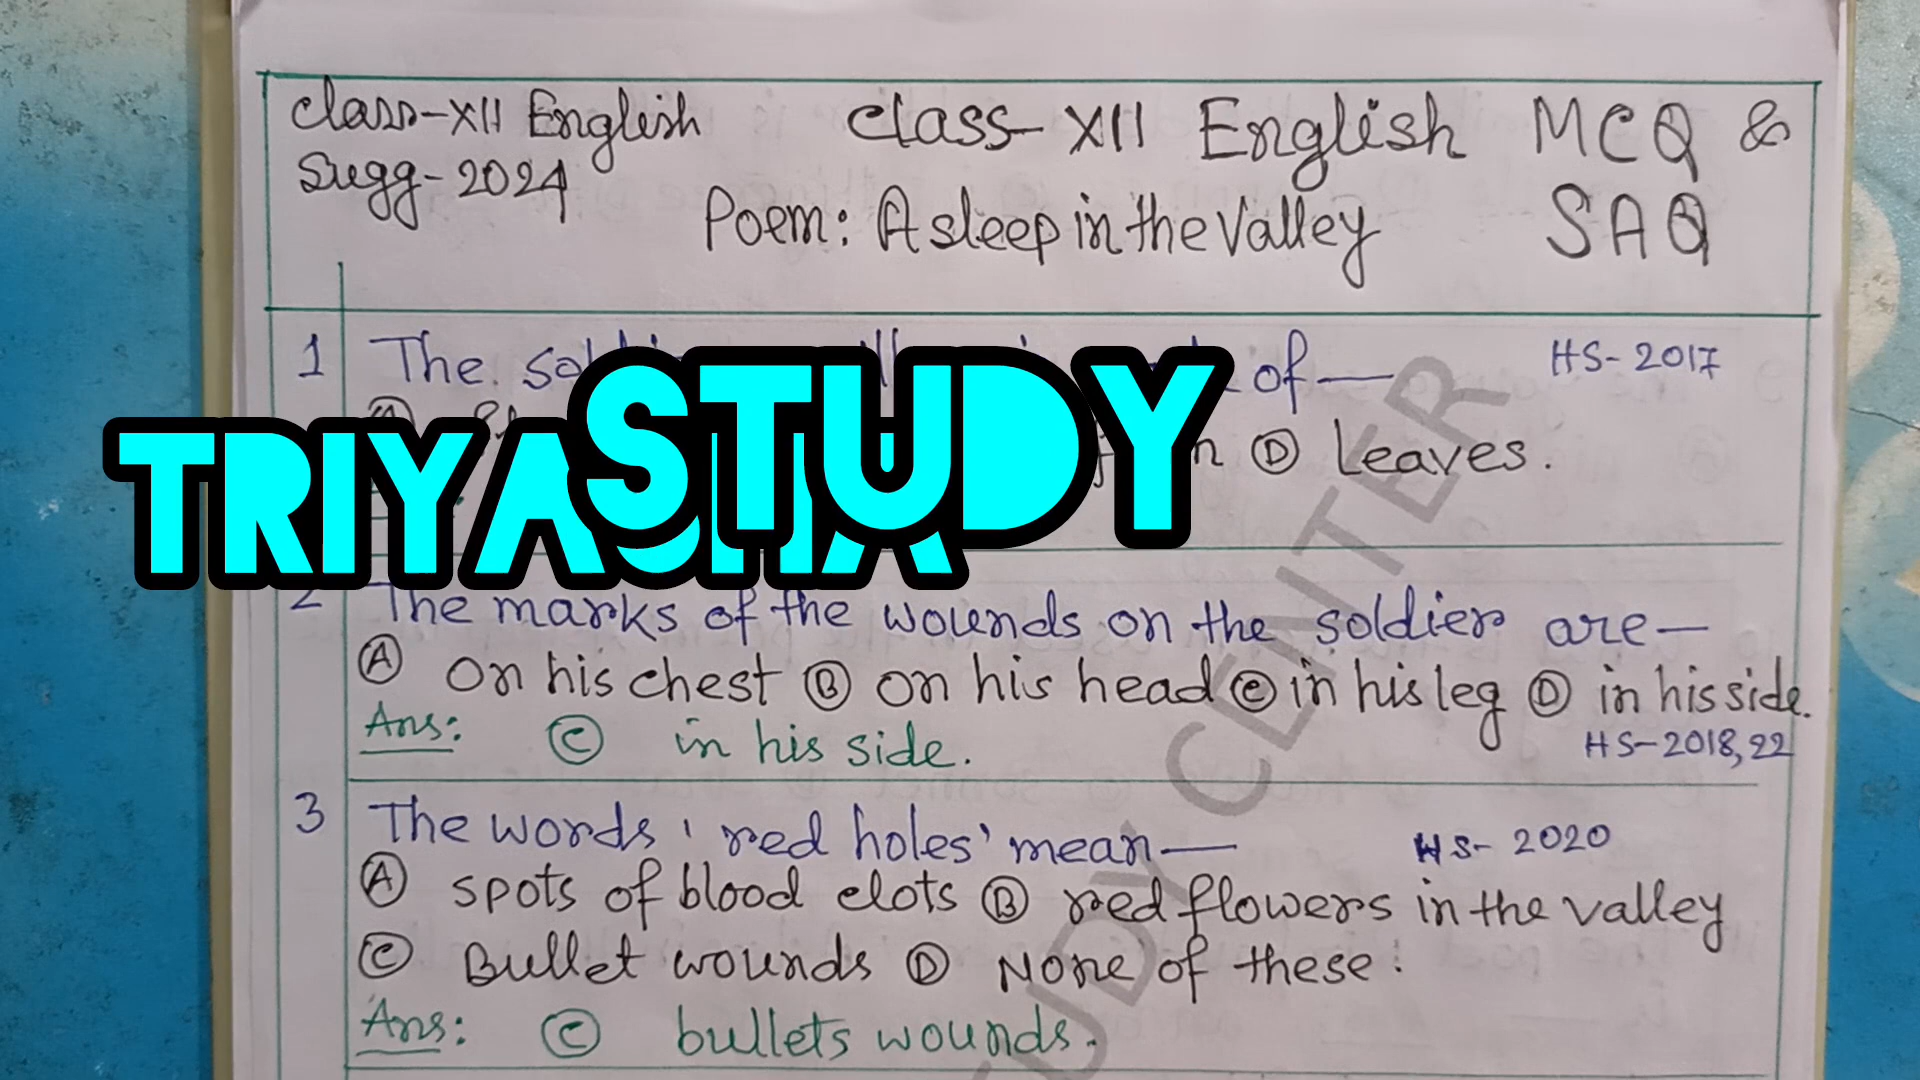 Class-XII English
Sugg-2024
Class-XII English MCQ &
Poem: Asleep in the Valley SAQ
1 The of— HS-2017
STUDY
TRIYASHA
Ⓓ Leaves.
2 The marks of the wounds on the soldier are—
Ⓐ on his chest Ⓑ on his head Ⓒ in his leg Ⓓ in his side.
Ans: Ⓒ in his side.
HS-2018,22
3 The words 'red holes' mean— HS-2020
Ⓐ spots of blood clots Ⓑ red flowers in the valley
Ⓒ Bullet wounds Ⓓ None of these.
Ans: Ⓒ bullets wounds.
STUDY CENTER